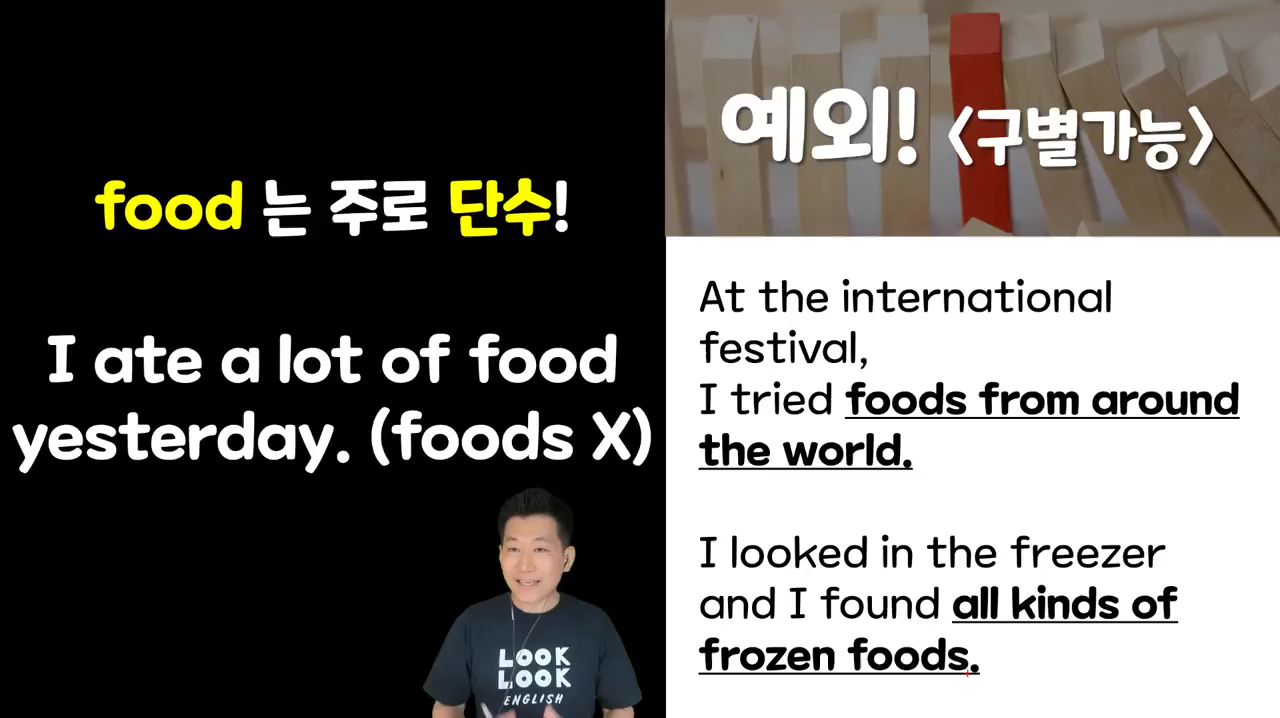 food 는 주로 단수!
I ate a lot of food
yesterday. (foods X)
LOOK
LOOK
ENGLISH
예외! <구별가능>
At the international
festival,
I tried foods from around
the world.
I looked in the freezer
and I found all kinds of
frozen foods.